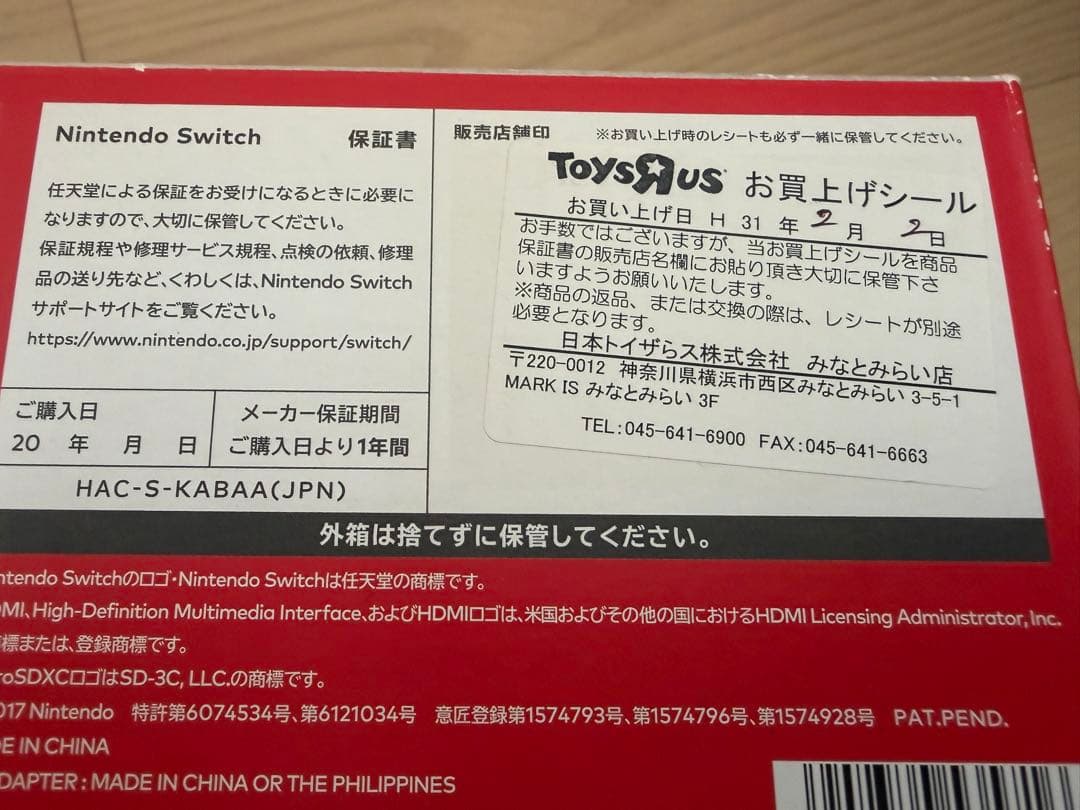 Nintendo Switch 保証書
任天堂による保証をお受けになるときに必要に
なりますので、大切に保管してください。
保証規程や修理サービス規程、点検の依頼、修理
品の送り先など、くわしくは、Nintendo Switch
サポートサイトをご覧ください。
https://www.nintendo.co.jp/support/switch/
ご購入日
20 年 月 日
メーカー保証期間
ご購入日より1年間
HAC-S-KABAA(JPN)
販売店舗印 ※お買い上げ時のレシートも必ず一緒に保管してください。
ToysЯUS お買上げシール
お買い上げ日 H 31 年 2 月 2 日
お手数ではございますが、当お買上げシールを商品
保証書の販売店名欄にお貼り頂き大切に保管下さ
いますようお願いいたします。
※商品の返品、または交換の際は、レシートが別途
必要となります。
日本トイザらス株式会社 みなとみらい店
〒220-0012 神奈川県横浜市西区みなとみらい 3-5-1
MARK IS みなとみらい 3F
TEL:045-641-6900 FAX:045-641-6663
外箱は捨てずに保管してください。
ntendo Switchのロゴ・Nintendo Switchは任天堂の商標です。
MI、High-Definition Multimedia Interface、およびHDMIロゴは、米国およびその他の国におけるHDMI Licensing Administrator, Inc.
標または、登録商標です。
roSDXCロゴはSD-3C, LLC.の商標です。
017 Nintendo 特許第6074534号、第6121034号 意匠登録第1574793号、第1574796号、第1574928号 PAT.PEND.
E IN CHINA
DAPTER : MADE IN CHINA OR THE PHILIPPINES